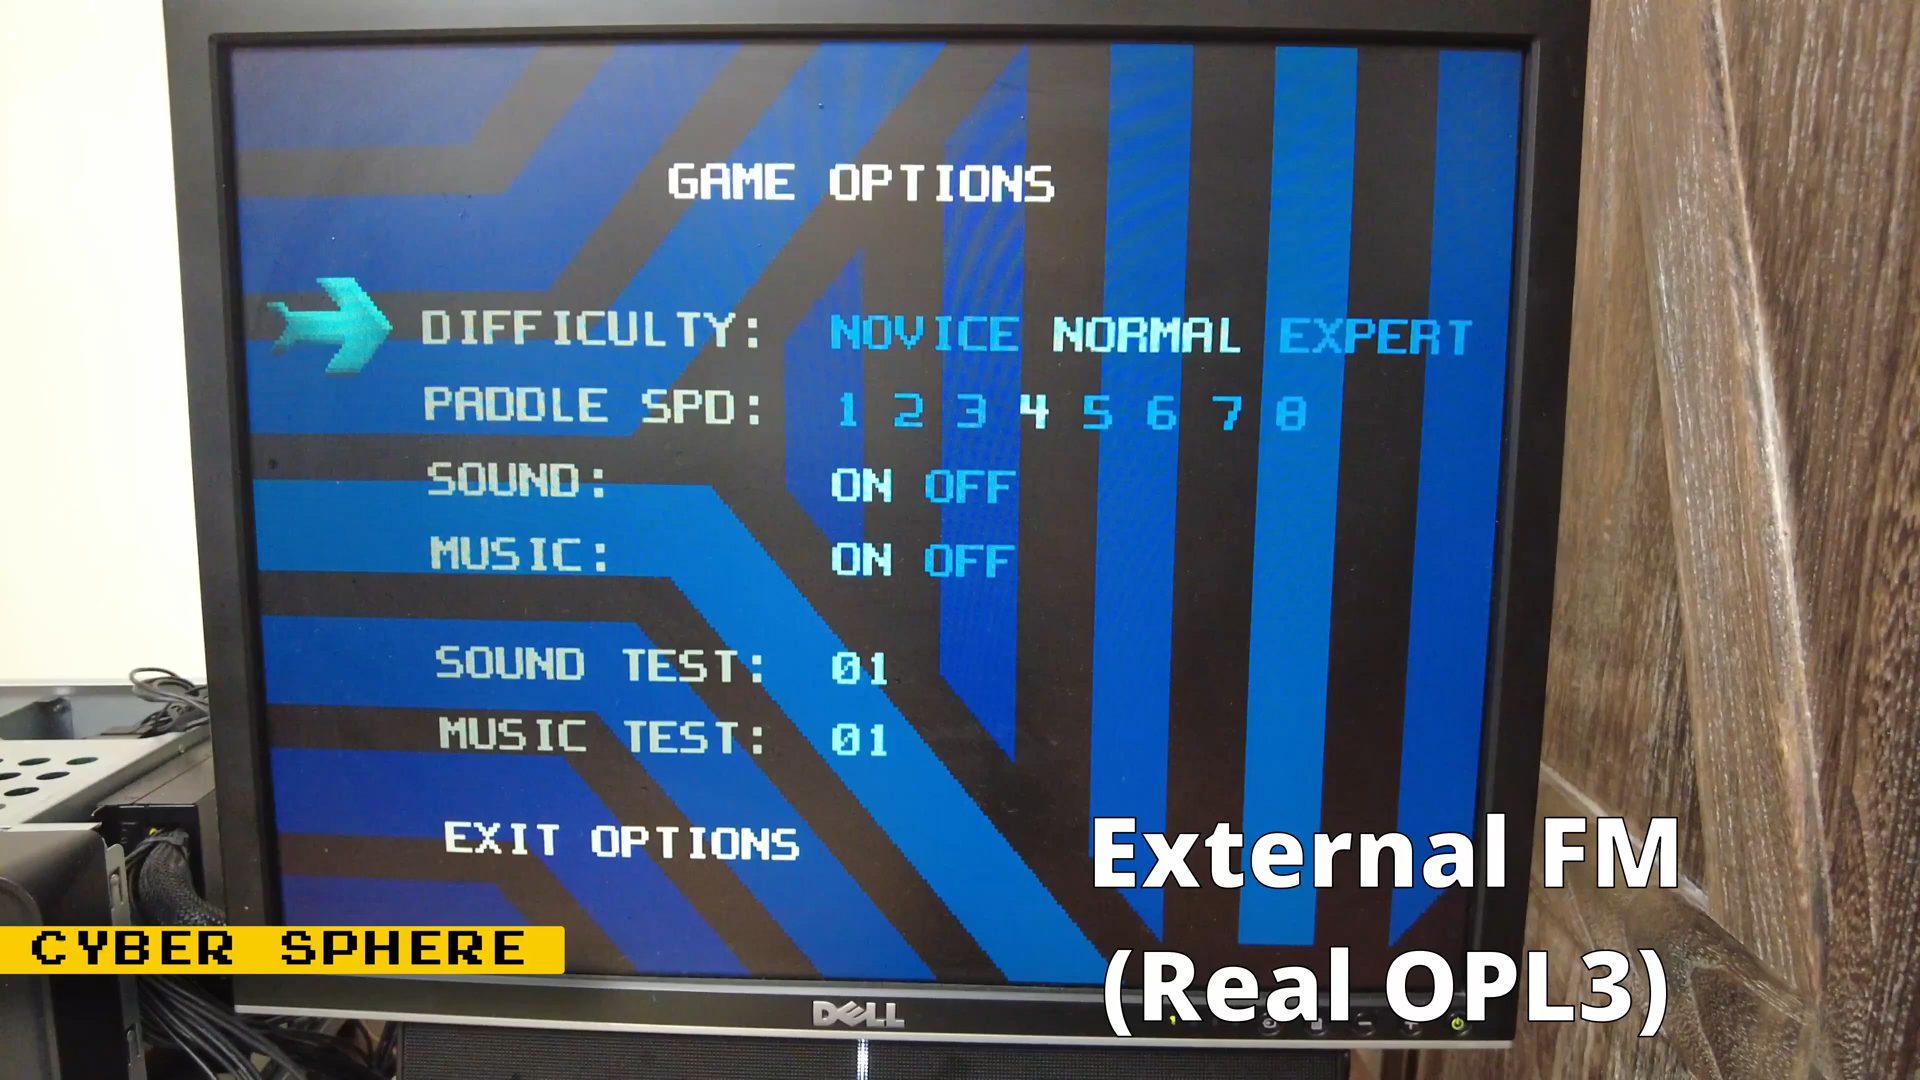 GAME OPTIONS
DIFFICULTY: NOVICE NORMAL EXPERT
PADDLE SPD: 1 2 3 4 5 6 7 8
SOUND: ON OFF
MUSIC: ON OFF
SOUND TEST: 01
MUSIC TEST: 01
EXIT OPTIONS
External FM
(Real OPL3)
CYBER SPHERE
DELL